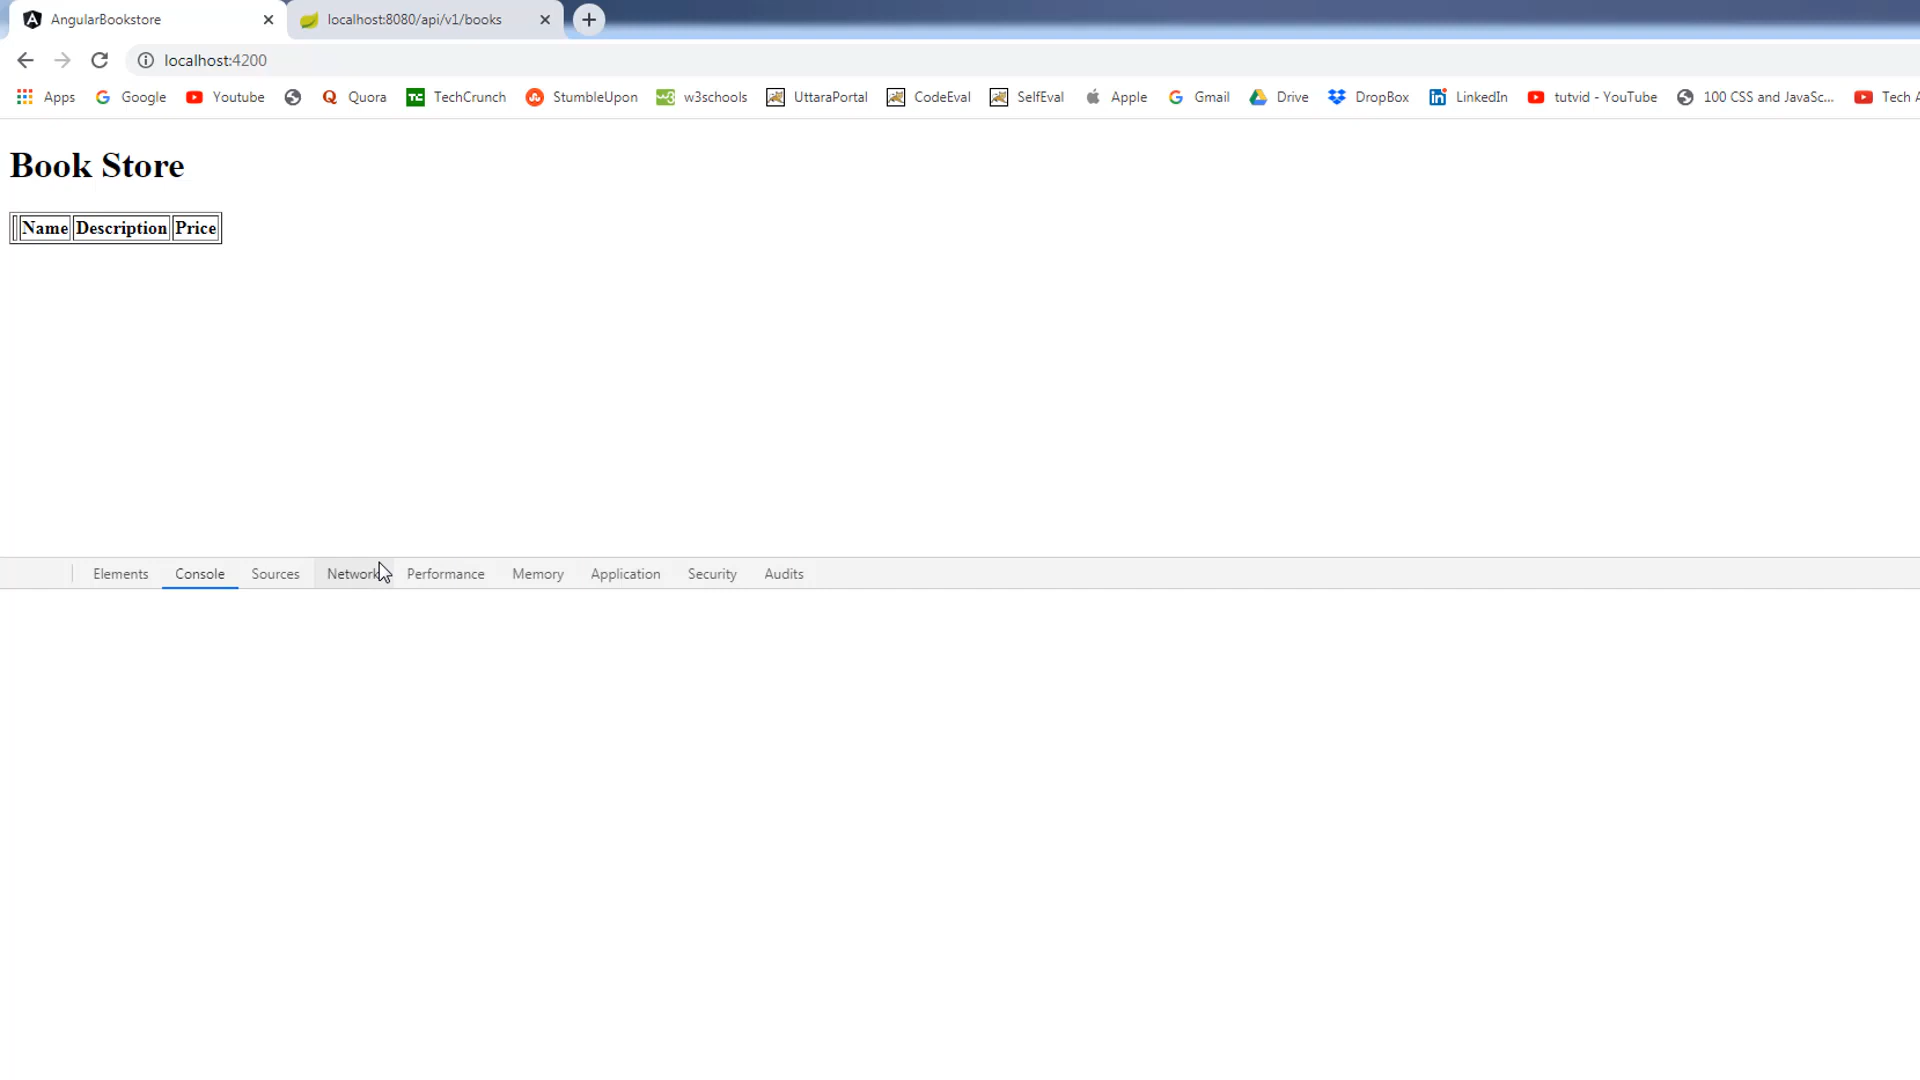 AngularBookstore localhost:8080/api/v1/books
localhost:4200
Apps Google Youtube Quora TechCrunch StumbleUpon w3schools UttaraPortal CodeEval SelfEval Apple Gmail Drive DropBox LinkedIn tutvid - YouTube 100 CSS and JavaSc... Tech A
Book Store
Name Description Price
Elements Console Sources Network Performance Memory Application Security Audits